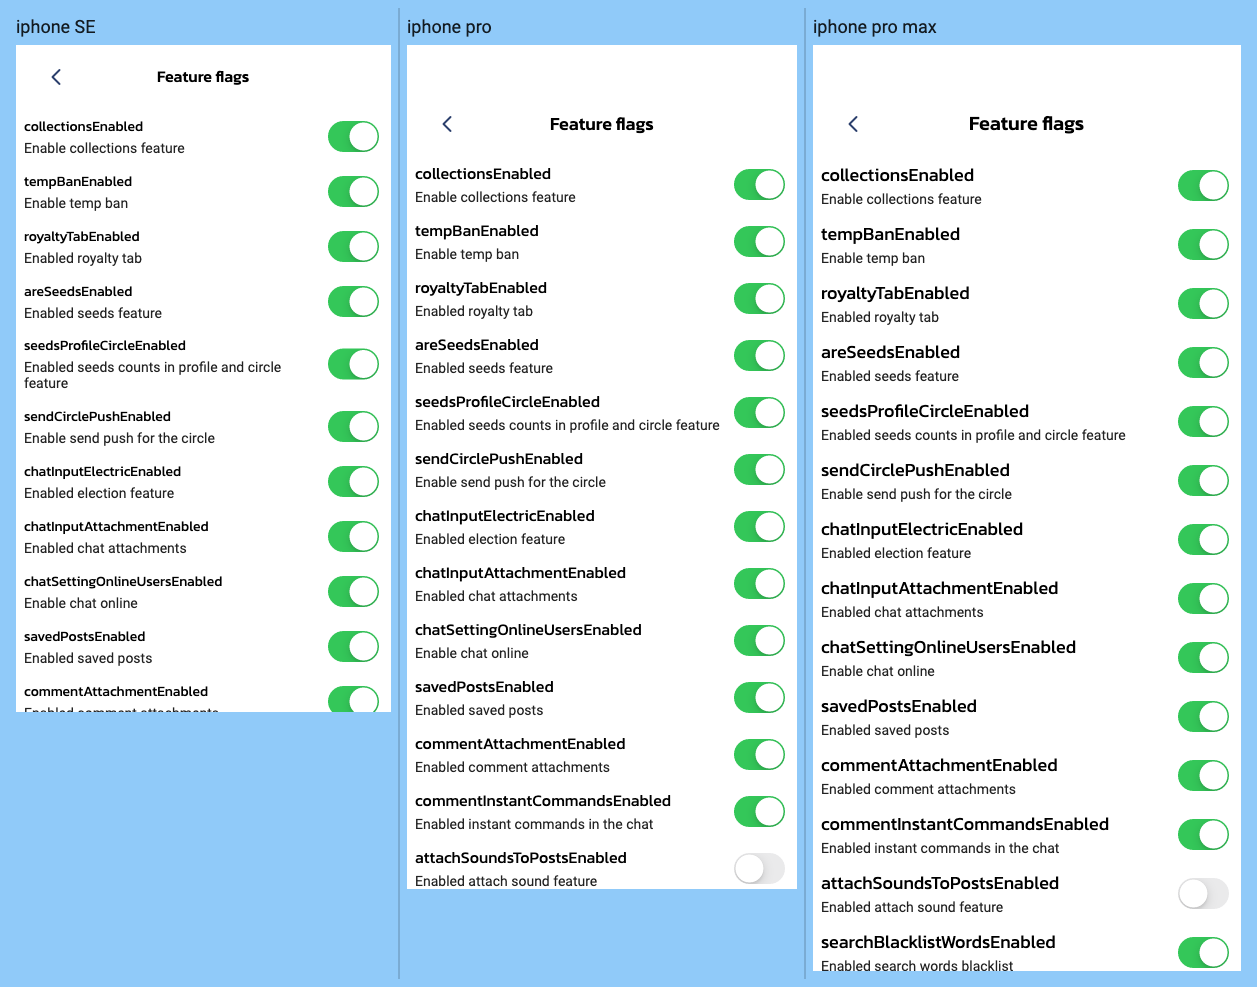 iphone SE
Feature flags
collectionsEnabled
Enable collections feature
tempBanEnabled
Enable temp ban
royaltyTabEnabled
Enabled royalty tab
areSeedsEnabled
Enabled seeds feature
seedsProfileCircleEnabled
Enabled seeds counts in profile and circle
feature
sendCirclePushEnabled
Enable send push for the circle
chatInputElectricEnabled
Enabled election feature
chatInputAttachmentEnabled
Enabled chat attachments
chatSettingOnlineUsersEnabled
Enable chat online
savedPostsEnabled
Enabled saved posts
commentAttachmentEnabled
Enabled comment attachments
iphone pro
Feature flags
collectionsEnabled
Enable collections feature
tempBanEnabled
Enable temp ban
royaltyTabEnabled
Enabled royalty tab
areSeedsEnabled
Enabled seeds feature
seedsProfileCircleEnabled
Enabled seeds counts in profile and circle feature
sendCirclePushEnabled
Enable send push for the circle
chatInputElectricEnabled
Enabled election feature
chatInputAttachmentEnabled
Enabled chat attachments
chatSettingOnlineUsersEnabled
Enable chat online
savedPostsEnabled
Enabled saved posts
commentAttachmentEnabled
Enabled comment attachments
commentInstantCommandsEnabled
Enabled instant commands in the chat
attachSoundsToPostsEnabled
Enabled attach sound feature
iphone pro max
Feature flags
collectionsEnabled
Enable collections feature
tempBanEnabled
Enable temp ban
royaltyTabEnabled
Enabled royalty tab
areSeedsEnabled
Enabled seeds feature
seedsProfileCircleEnabled
Enabled seeds counts in profile and circle feature
sendCirclePushEnabled
Enable send push for the circle
chatInputElectricEnabled
Enabled election feature
chatInputAttachmentEnabled
Enabled chat attachments
chatSettingOnlineUsersEnabled
Enable chat online
savedPostsEnabled
Enabled saved posts
commentAttachmentEnabled
Enabled comment attachments
commentInstantCommandsEnabled
Enabled instant commands in the chat
attachSoundsToPostsEnabled
Enabled attach sound feature
searchBlacklistWordsEnabled
Enabled search words blacklist